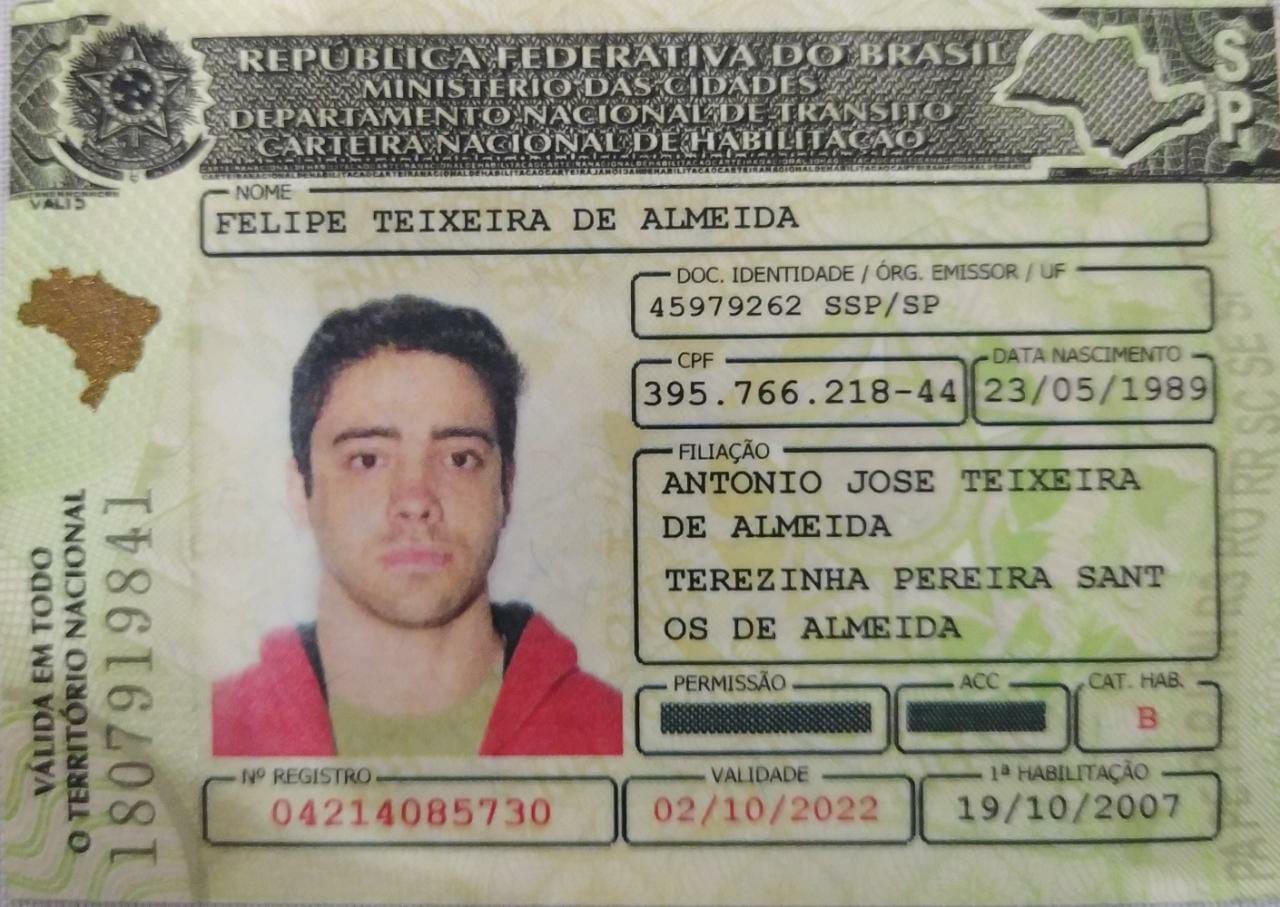 REPÚBLICA FEDERATIVA DO BRASIL
MINISTÉRIO DAS CIDADES
DEPARTAMENTO NACIONAL DE TRÂNSITO
CARTEIRA NACIONAL DE HABILITAÇÃO
SP
NOME
FELIPE TEIXEIRA DE ALMEIDA
DOC. IDENTIDADE / ÓRG. EMISSOR / UF
45979262 SSP/SP
CPF
395.766.218-44
DATA NASCIMENTO
23/05/1989
FILIAÇÃO
ANTONIO JOSE TEIXEIRA
DE ALMEIDA
TEREZINHA PEREIRA SANT
OS DE ALMEIDA
PERMISSÃO
ACC
CAT. HAB.
B
Nº REGISTRO
04214085730
VALIDADE
02/10/2022
1ª HABILITAÇÃO
19/10/2007
VÁLIDA EM TODO
O TERRITÓRIO NACIONAL
1807919841